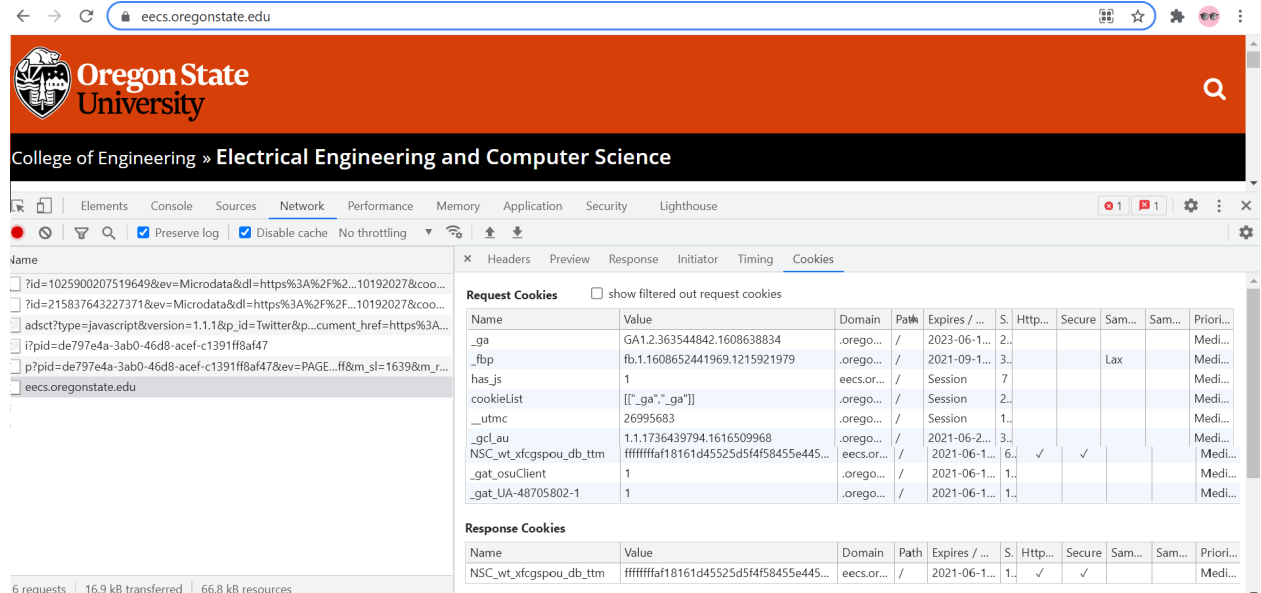 eecs.oregonstate.edu
Oregon State
University
College of Engineering » Electrical Engineering and Computer Science
Elements Console Sources Network Performance Memory Application Security Lighthouse 1 1
Preserve log Disable cache No throttling
Name
Headers Preview Response Initiator Timing Cookies
?id=1025900207519649&ev=Microdata&dl=https%3A%2F%2...10192027&coo...
?id=215837643227371&ev=Microdata&dl=https%3A%2F%2F...10192027&coo...
adsct?type=javascript&version=1.1.1&p_id=Twitter&p...cument_href=https%3A...
i?pid=de797e4a-3ab0-46d8-acef-c1391ff8af47
p?pid=de797e4a-3ab0-46d8-acef-c1391ff8af47&ev=PAGE...ff&m_sl=1639&m_r...
eecs.oregonstate.edu
6 requests 16.9 kB transferred 66.8 kB resources
Request Cookies show filtered out request cookies
Name Value Domain Path Expires / ... S. Http... Secure Sam... Sam... Priori...
_ga GA1.2.363544842.1608638834 .orego... / 2023-06-1... 2.. Medi...
_fbp fb.1.1608652441969.1215921979 .orego... / 2021-09-1... 3.. Lax Medi...
has_js 1 eecs.or... / Session 7 Medi...
cookieList [["_ga","_ga"]] .orego... / Session 2.. Medi...
__utmc 26995683 .orego... / Session 1.. Medi...
_gcl_au 1.1.1736439794.1616509968 .orego... / 2021-06-2... 3.. Medi...
NSC_wt_xfcgspou_db_ttm ffffffffaf18161d45525d5f4f58455e445... eecs.or... / 2021-06-1... 6.. ✓ ✓ Medi...
_gat_osuClient 1 .orego... / 2021-06-1... 1.. Medi...
_gat_UA-48705802-1 1 .orego... / 2021-06-1... 1.. Medi...
Response Cookies
Name Value Domain Path Expires / ... S. Http... Secure Sam... Sam... Priori...
NSC_wt_xfcgspou_db_ttm ffffffffaf18161d45525d5f4f58455e445... eecs.or... / 2021-06-1... 1.. ✓ ✓ Medi...